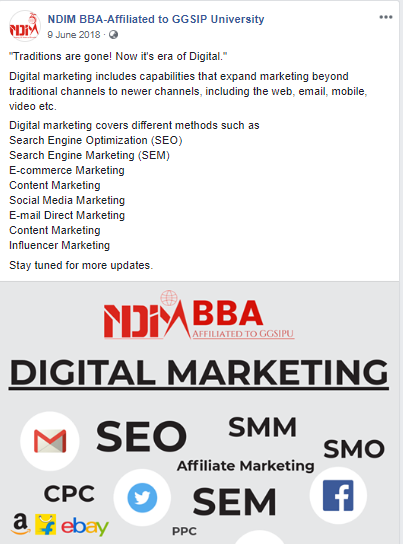 NDIM
NDIM BBA-Affiliated to GGSIP University
9 June 2018 ·
"Traditions are gone! Now it's era of Digital."
Digital marketing includes capabilities that expand marketing beyond
traditional channels to newer channels, including the web, email, mobile,
video etc.
Digital marketing covers different methods such as
Search Engine Optimization (SEO)
Search Engine Marketing (SEM)
E-commerce Marketing
Content Marketing
Social Media Marketing
E-mail Direct Marketing
Content Marketing
Influencer Marketing
Stay tuned for more updates.
NDIM BBA
AFFILIATED TO GGSIPU
DIGITAL MARKETING
SEO
SMM
SMO
Affiliate Marketing
CPC
SEM
ebay
PPC